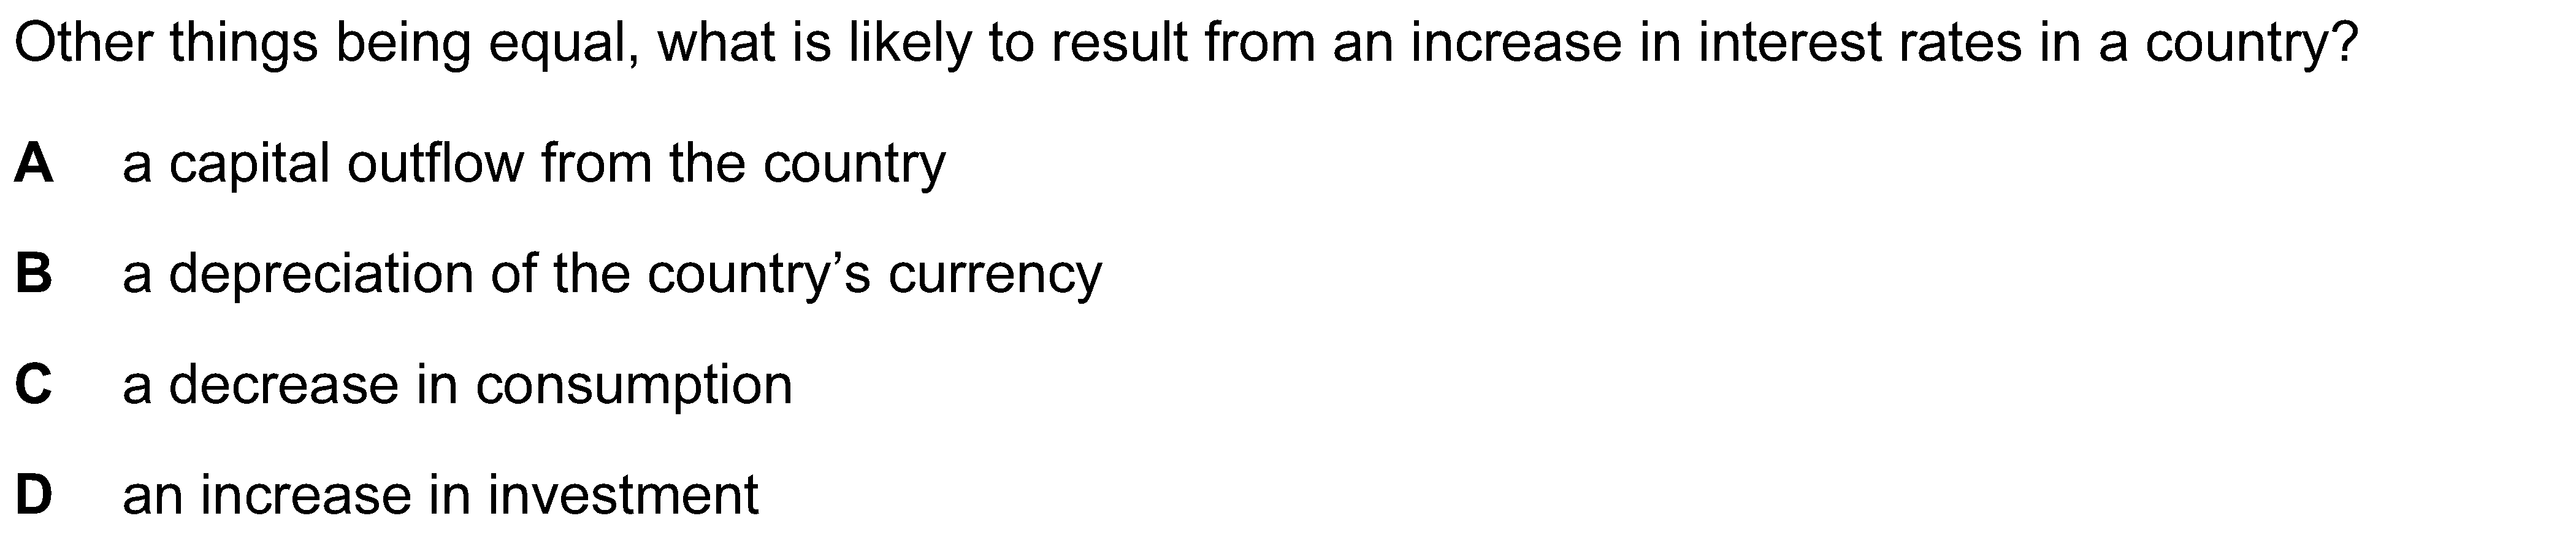 Other things being equal, what is likely to result from an increase in interest rates in a country?
A a capital outflow from the country
B a depreciation of the country’s currency
C a decrease in consumption
D an increase in investment